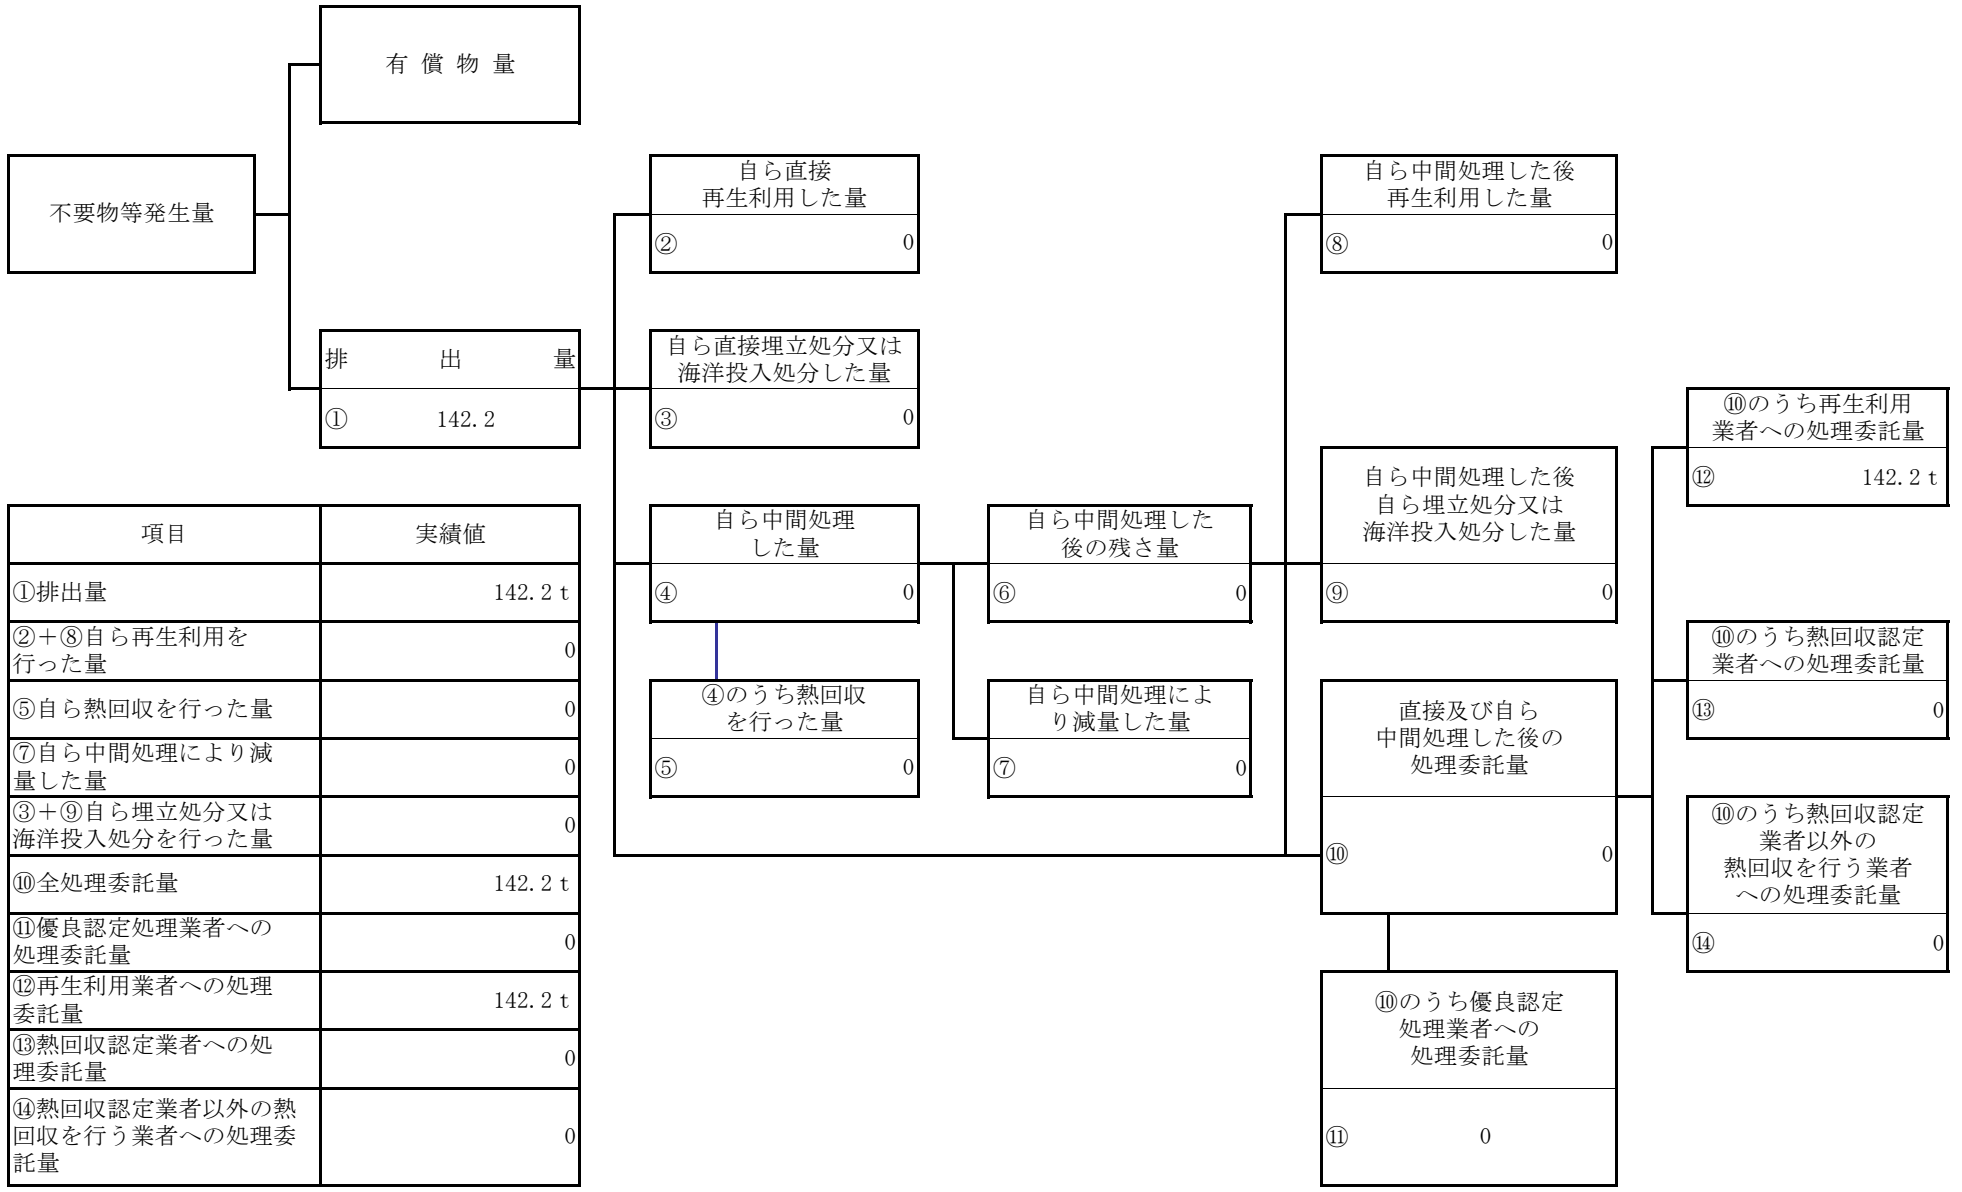 有 償 物 量
不要物等発生量
自ら直接
再生利用した量
② 0
自ら中間処理した後
再生利用した量
⑧ 0
排 出 量
① 142.2
自ら直接埋立処分又は
海洋投入処分した量
③ 0
⑩のうち再生利用
業者への処理委託量
⑫ 142.2 t
自ら中間処理
した量
④ 0
自ら中間処理した
後の残さ量
⑥ 0
自ら中間処理した後
自ら埋立処分又は
海洋投入処分した量
⑨ 0
⑩のうち熱回収認定
業者への処理委託量
⑬ 0
④のうち熱回収
を行った量
⑤ 0
自ら中間処理によ
り減量した量
⑦ 0
直接及び自ら
中間処理した後の
処理委託量
⑩ 0
⑩のうち熱回収認定
業者以外の
熱回収を行う業者
への処理委託量
⑭ 0
⑩のうち優良認定
処理業者への
処理委託量
⑪ 0
項目 実績値
①排出量 142.2 t
②＋⑧自ら再生利用を
行った量 0
⑤自ら熱回収を行った量 0
⑦自ら中間処理により減
量した量 0
③＋⑨自ら埋立処分又は
海洋投入処分を行った量 0
⑩全処理委託量 142.2 t
⑪優良認定処理業者への
処理委託量 0
⑫再生利用業者への処理
委託量 142.2 t
⑬熱回収認定業者への処
理委託量 0
⑭熱回収認定業者以外の熱
回収を行う業者への処理委 0
託量